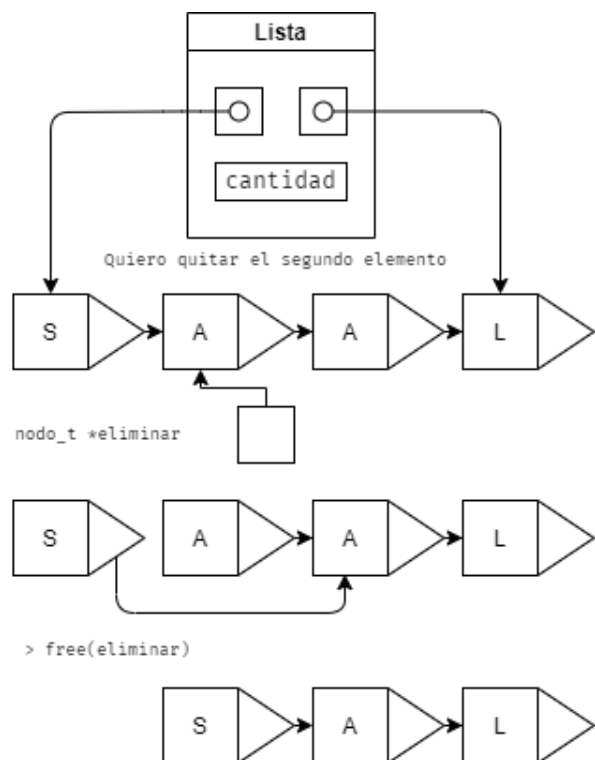 Lista
cantidad
Quiero quitar el segundo elemento
S A A L
nodo_t *eliminar
S A A L
> free(eliminar)
S A L